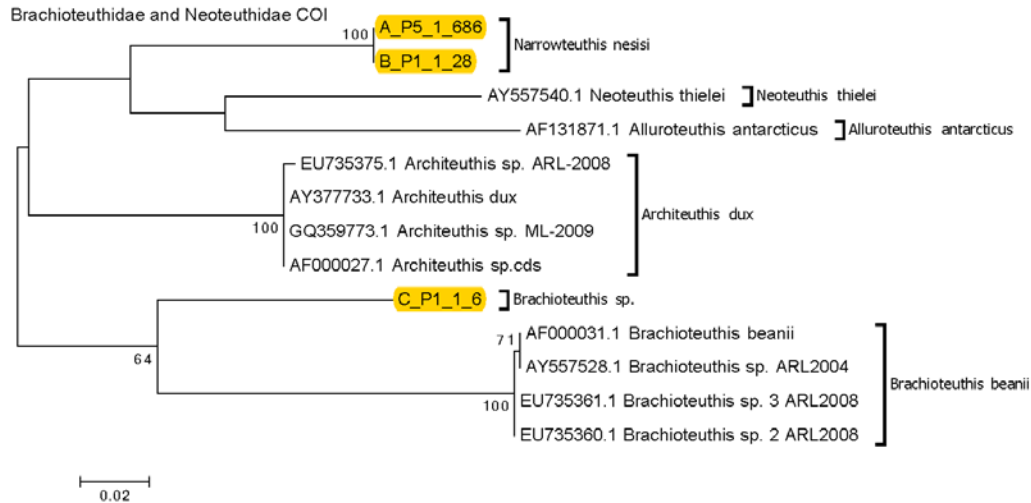 Brachioteuthidae and Neoteuthidae COI
A_P5_1_686
100
Narrowteuthis nesisi
B_P1_1_28
AY557540.1 Neoteuthis thielei
Neoteuthis thielei
AF131871.1 Alluroteuthis antarcticus
Alluroteuthis antarcticus
EU735375.1 Architeuthis sp. ARL-2008
AY377733.1 Architeuthis dux
Architeuthis dux
100
GQ359773.1 Architeuthis sp. ML-2009
AF000027.1 Architeuthis sp.cds
C_P1_1_6
Brachioteuthis sp.
AF000031.1 Brachioteuthis beanii
71
64
AY557528.1 Brachioteuthis sp. ARL2004
Brachioteuthis beanii
EU735361.1 Brachioteuthis sp. 3 ARL2008
100
EU735360.1 Brachioteuthis sp. 2 ARL2008
0.02